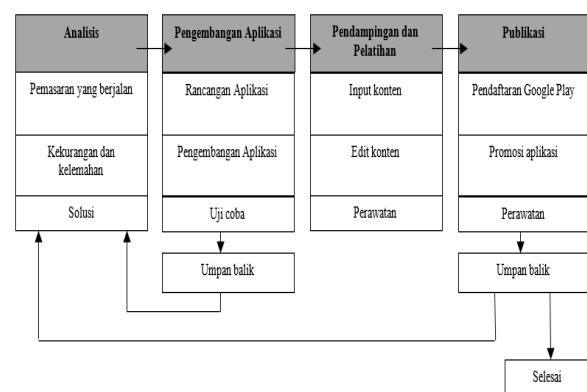 Analisis
Pemasaran yang berjalan
Kekurangan dan
kelemahan
Solusi
Pengembangan Aplikasi
Rancangan Aplikasi
Pengembangan Aplikasi
Uji coba
Umpan balik
Pendampingan dan
Pelatihan
Input konten
Edit konten
Perawatan
Publikasi
Pendaftaran Google Play
Promosi aplikasi
Perawatan
Umpan balik
Selesai